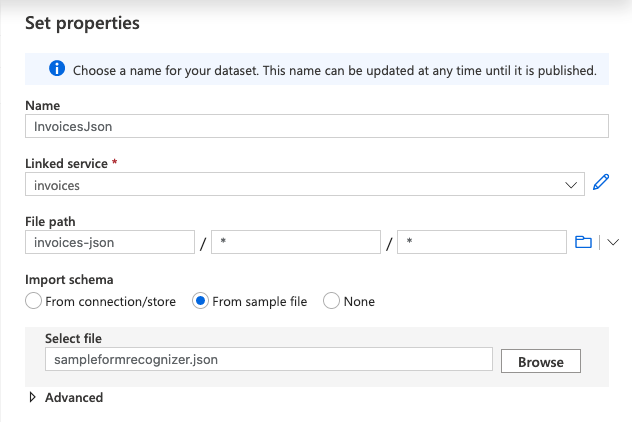 Set properties
Choose a name for your dataset. This name can be updated at any time until it is published.
Name
InvoicesJson
Linked service *
invoices
File path
invoices-json / * / *
Import schema
From connection/store From sample file None
Select file
sampleformrecognizer.json Browse
Advanced